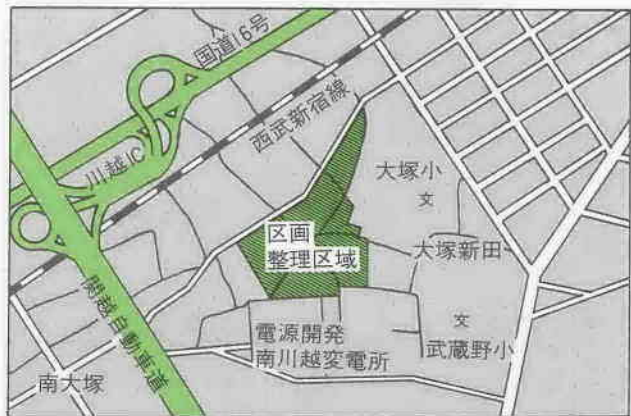 国道16号
川越IC
西武新宿線
大塚小
文
区画
整理区域
大塚新田
関越自動車道
電源開発
南川越変電所
文
武蔵野小
南大塚